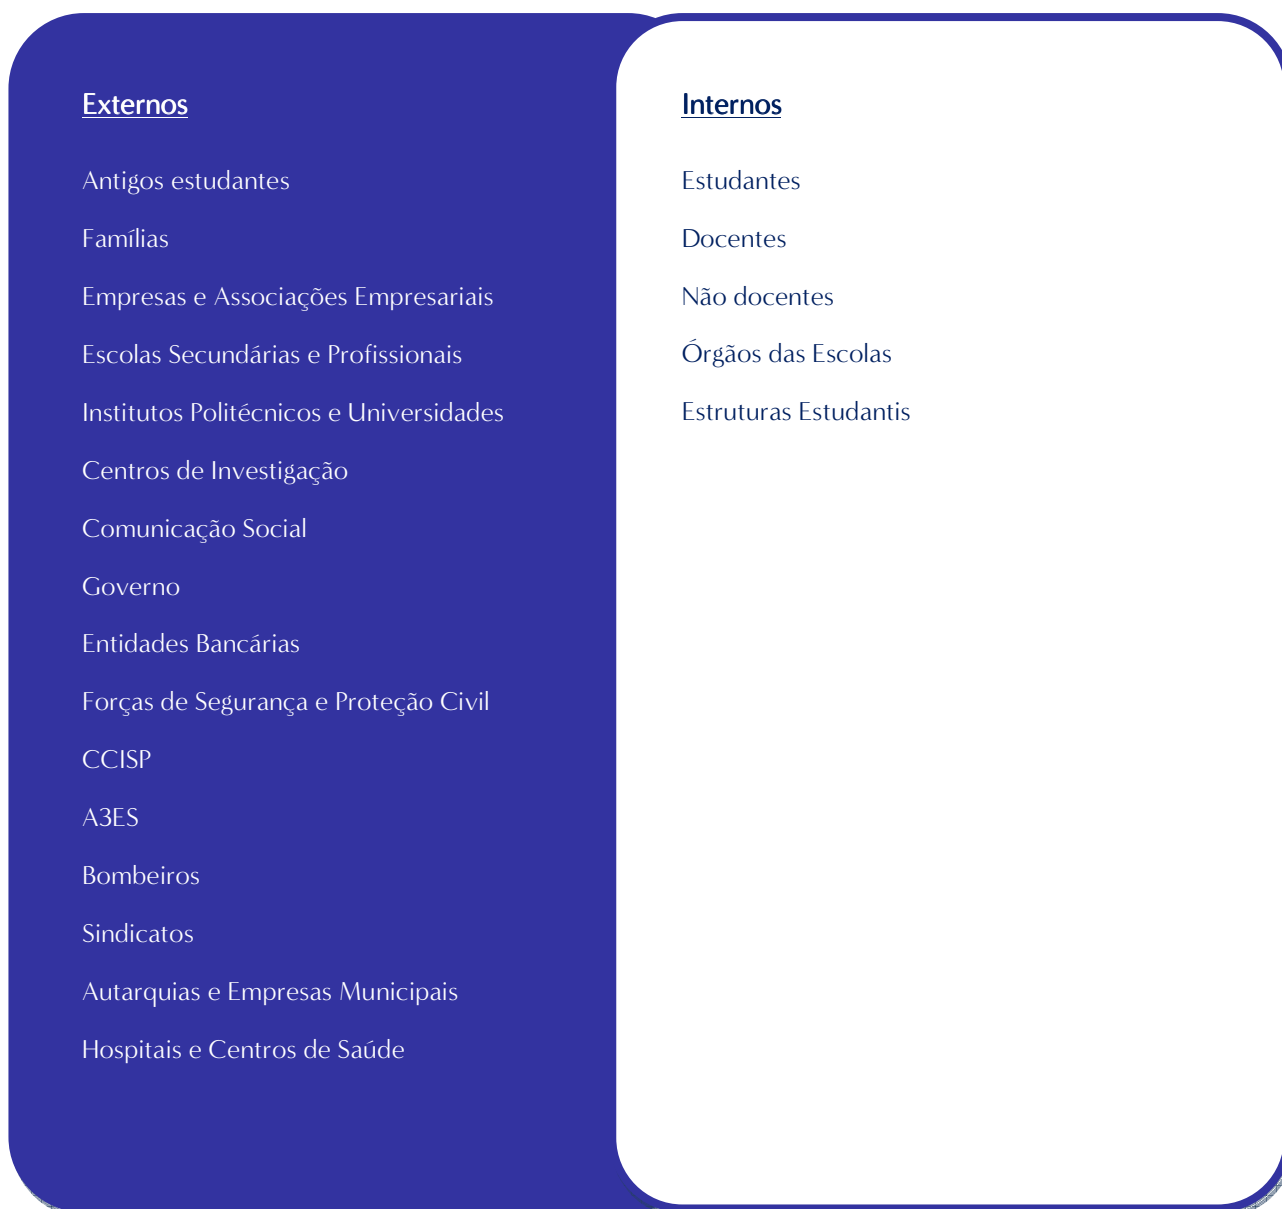 Externos
Antigos estudantes
Famílias
Empresas e Associações Empresariais
Escolas Secundárias e Profissionais
Institutos Politécnicos e Universidades
Centros de Investigação
Comunicação Social
Governo
Entidades Bancárias
Forças de Segurança e Proteção Civil
CCISP
A3ES
Bombeiros
Sindicatos
Autarquias e Empresas Municipais
Hospitais e Centros de Saúde
Internos
Estudantes
Docentes
Não docentes
Órgãos das Escolas
Estruturas Estudantis